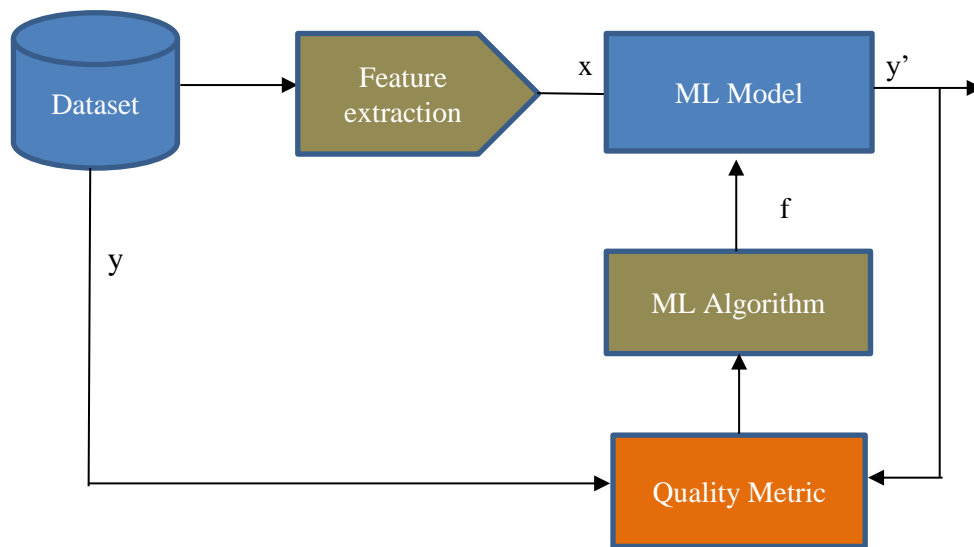 Dataset
Feature
extraction
x
ML Model
y’
f
y
ML Algorithm
Quality Metric